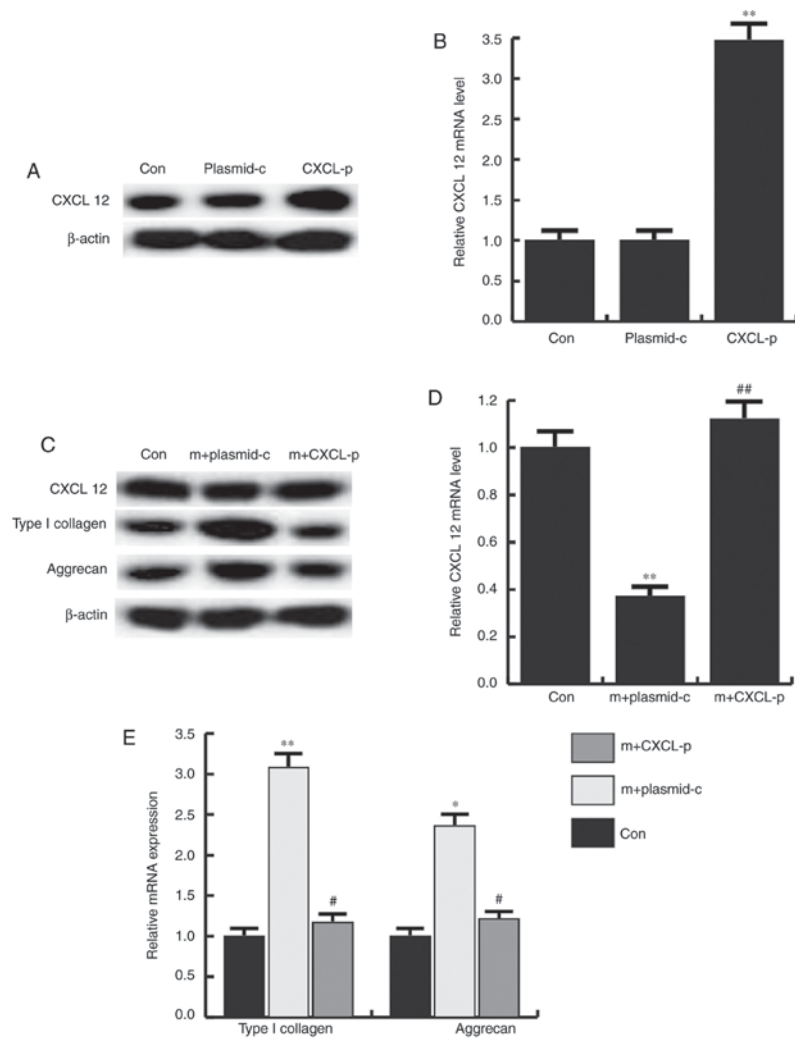 A
Con Plasmid-c CXCL-p
CXCL 12
β-actin
B
Relative CXCL 12 mRNA level
3.5
3.0
2.5
2.0
1.5
1.0
0.5
0.0
**
Con Plasmid-c CXCL-p
C
Con m+plasmid-c m+CXCL-p
CXCL 12
Type I collagen
Aggrecan
β-actin
D
Relative CXCL 12 mRNA level
1.2
1.0
1.2
0.6
0.4
0.2
0.0
**
##
Con m+plasmid-c m+CXCL-p
E
Relative mRNA expression
3.5
3.0
2.5
2.0
1.5
1.0
0.5
0.0
**
#
*
#
Type I collagen Aggrecan
m+CXCL-p
m+plasmid-c
Con